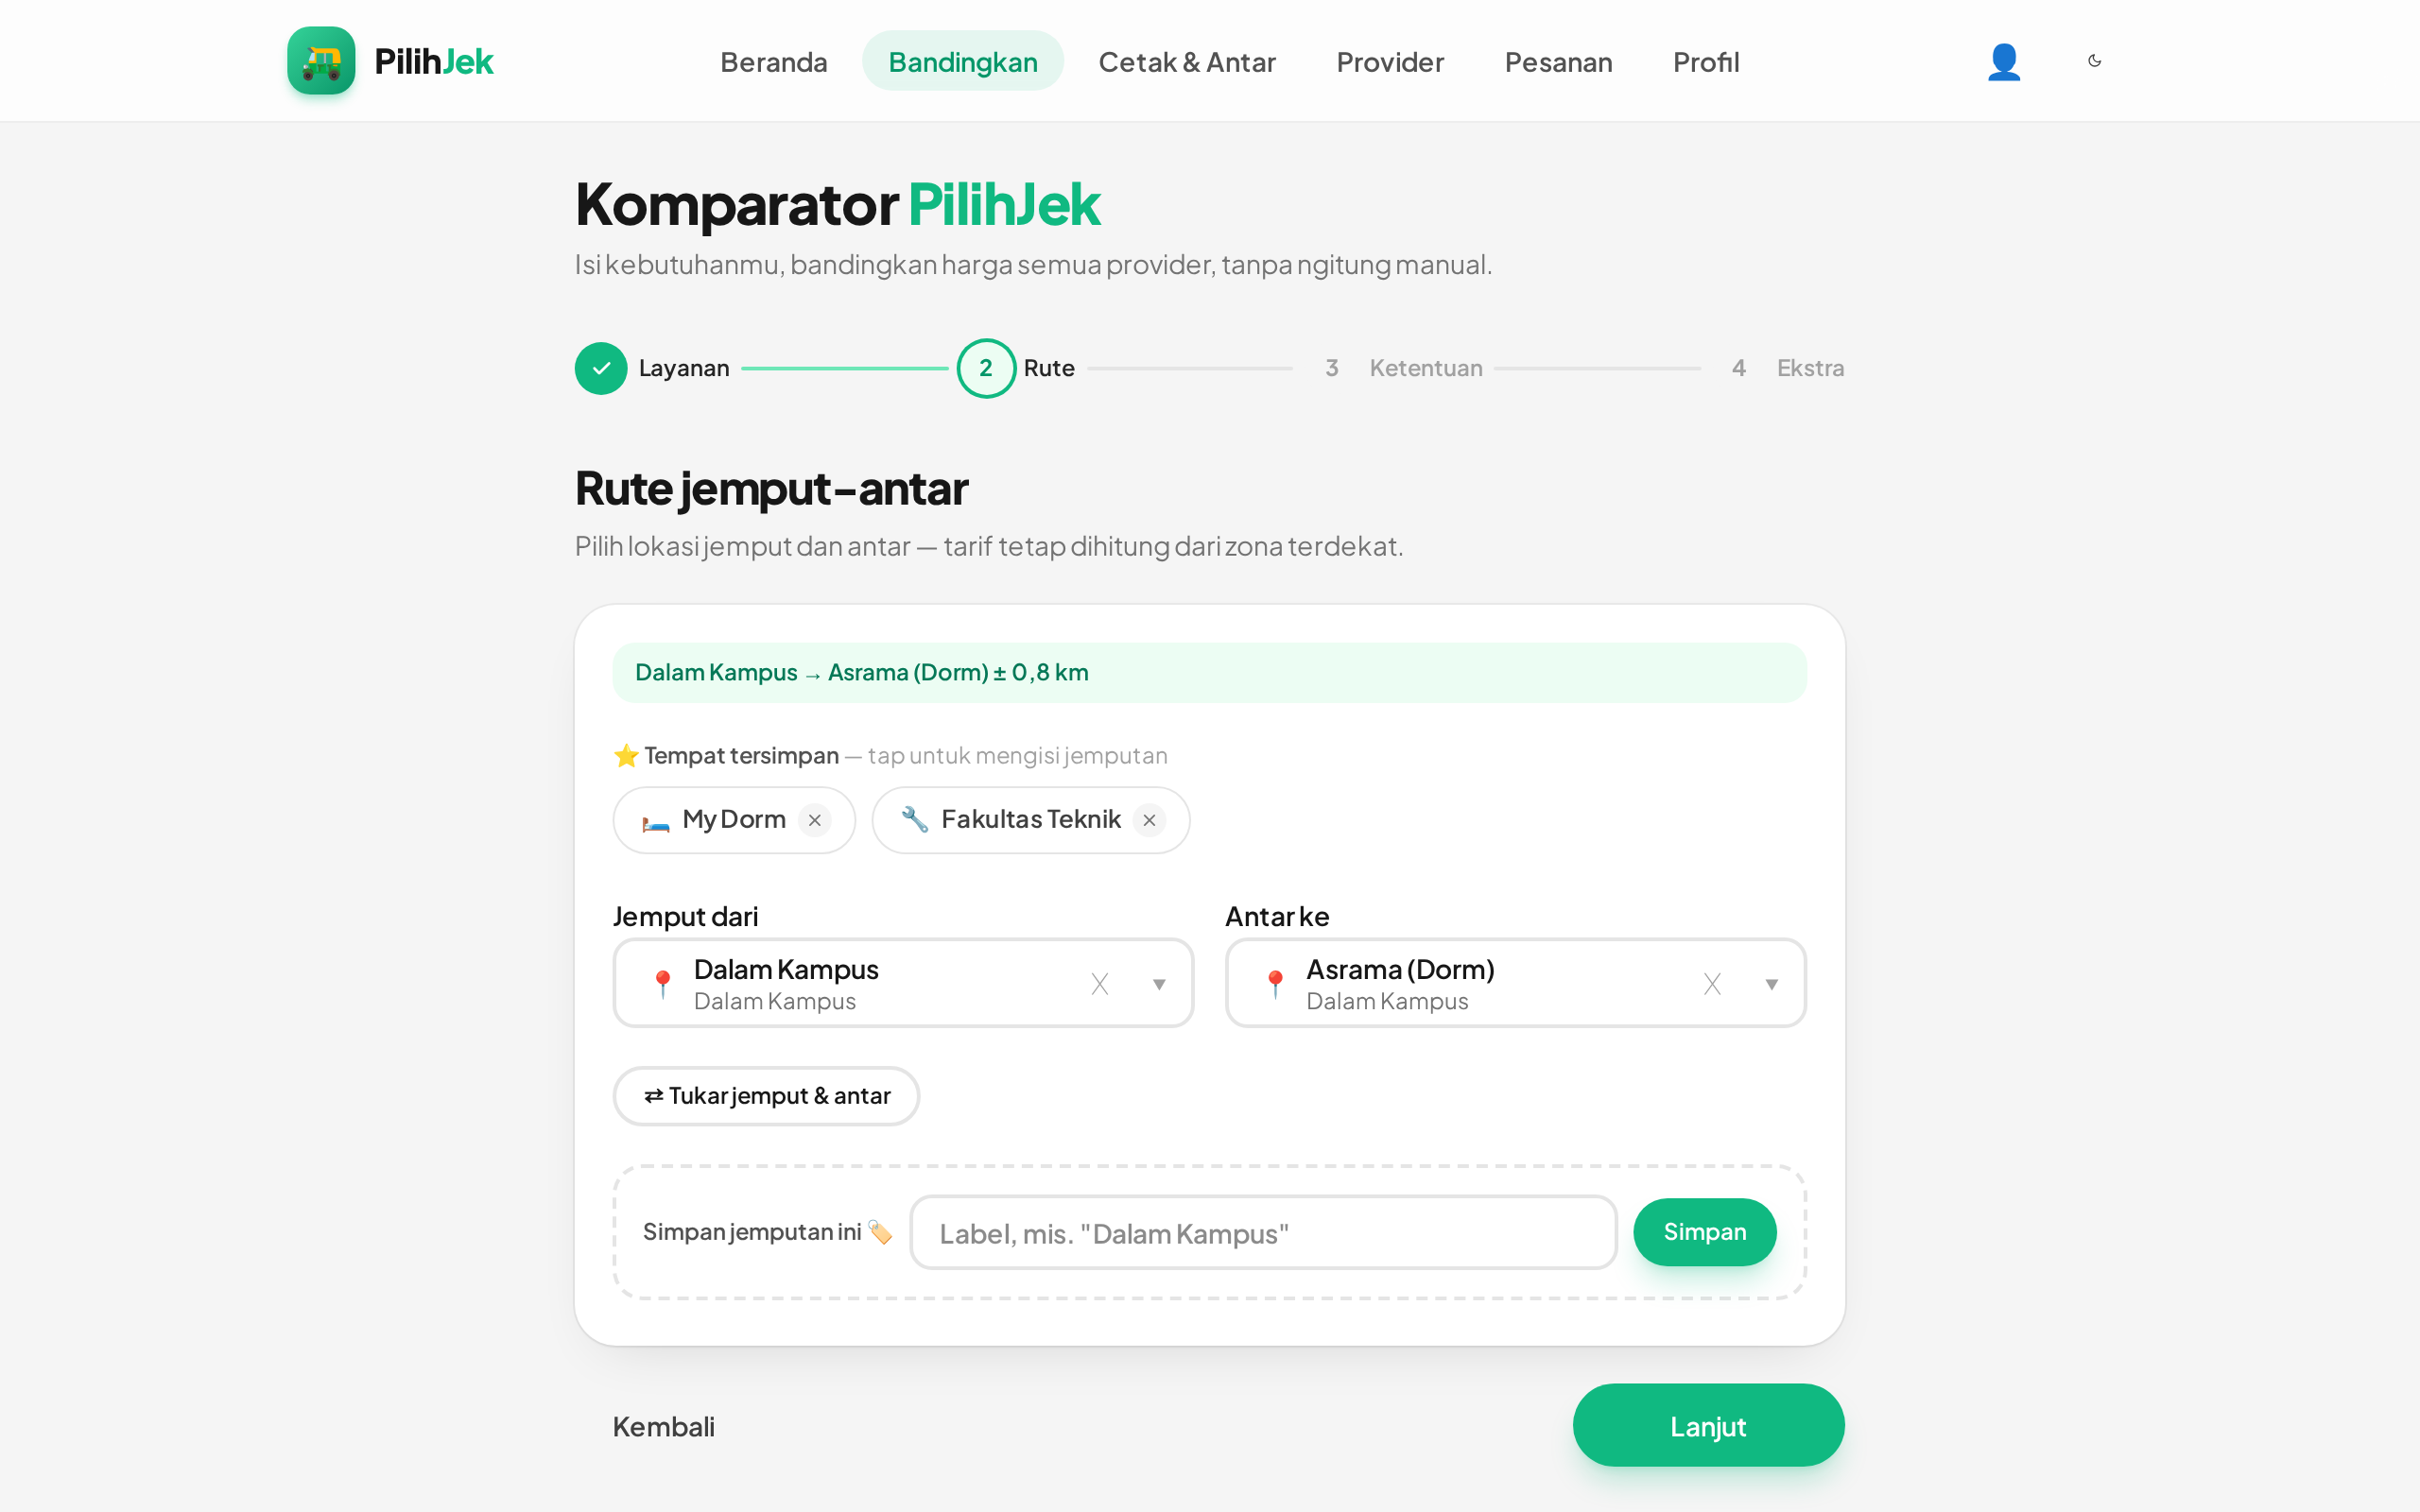 PilihJek
Beranda
Bandingkan
Cetak & Antar
Provider
Pesanan
Profil
Komparator PilihJek
Isi kebutuhanmu, bandingkan harga semua provider, tanpa ngitung manual.
Layanan
2 Rute
3 Ketentuan
4 Ekstra
Rute jemput–antar
Pilih lokasi jemput dan antar — tarif tetap dihitung dari zona terdekat.
Dalam Kampus → Asrama (Dorm) ± 0,8 km
⭐ Tempat tersimpan — tap untuk mengisi jemputan
🛏️ My Dorm ×
🔧 Fakultas Teknik ×
Jemput dari
📍 Dalam Kampus X ▼
Dalam Kampus
Antar ke
📍 Asrama (Dorm) X ▼
Dalam Kampus
⇄ Tukar jemput & antar
Simpan jemputan ini 🏷️
Label, mis. "Dalam Kampus"
Simpan
Kembali
Lanjut